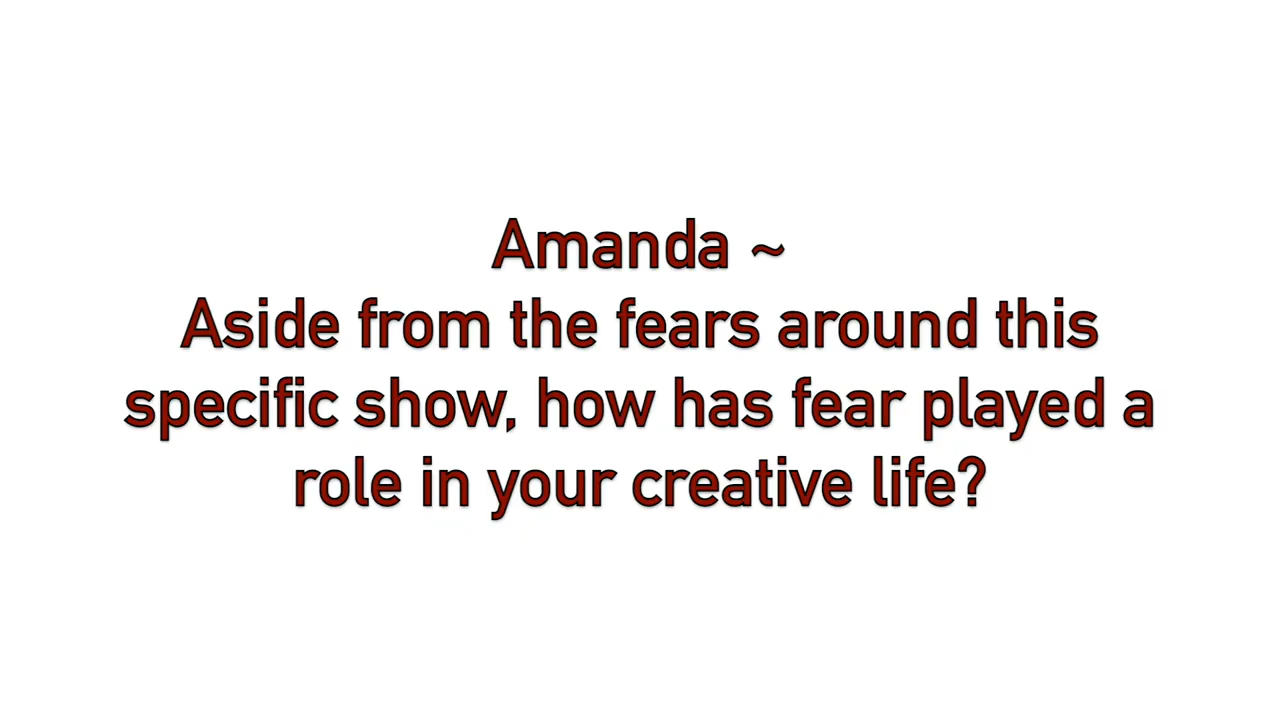 Amanda ~
Aside from the fears around this
specific show, how has fear played a
role in your creative life?